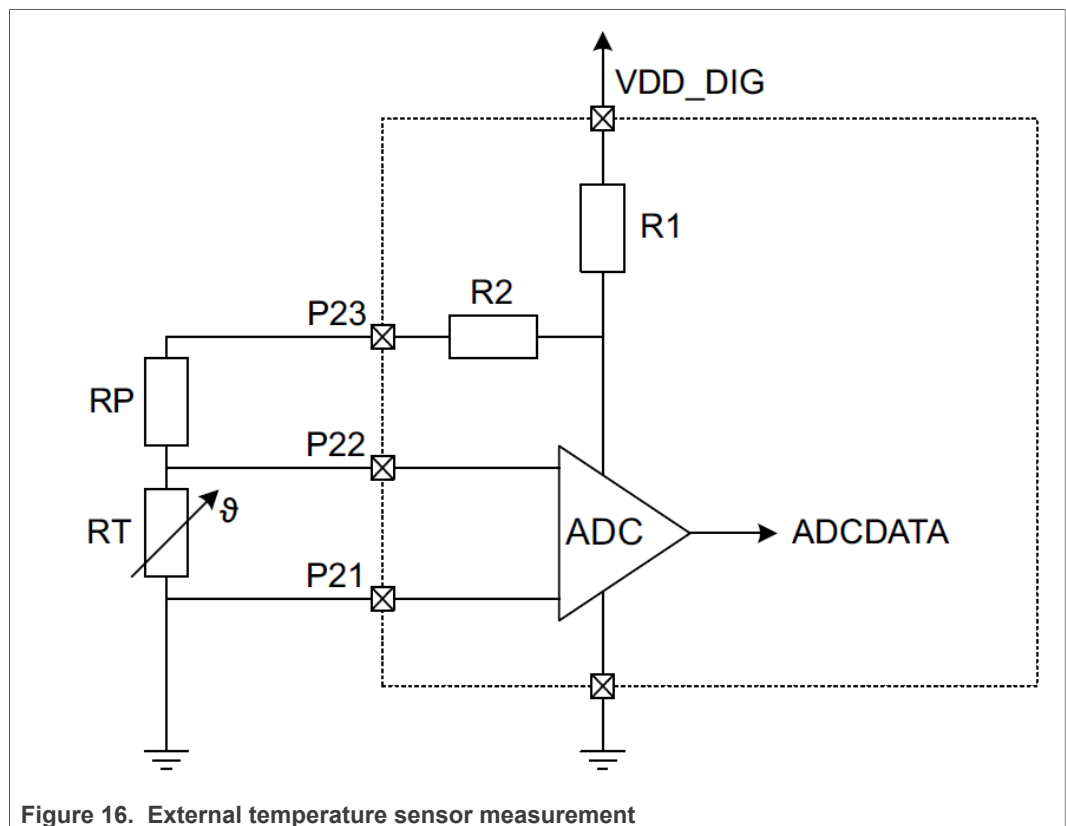 VDD_DIG
R1
R2
P23
RP
P22
RT
ϑ
ADC
ADCDATA
P21
Figure 16. External temperature sensor measurement